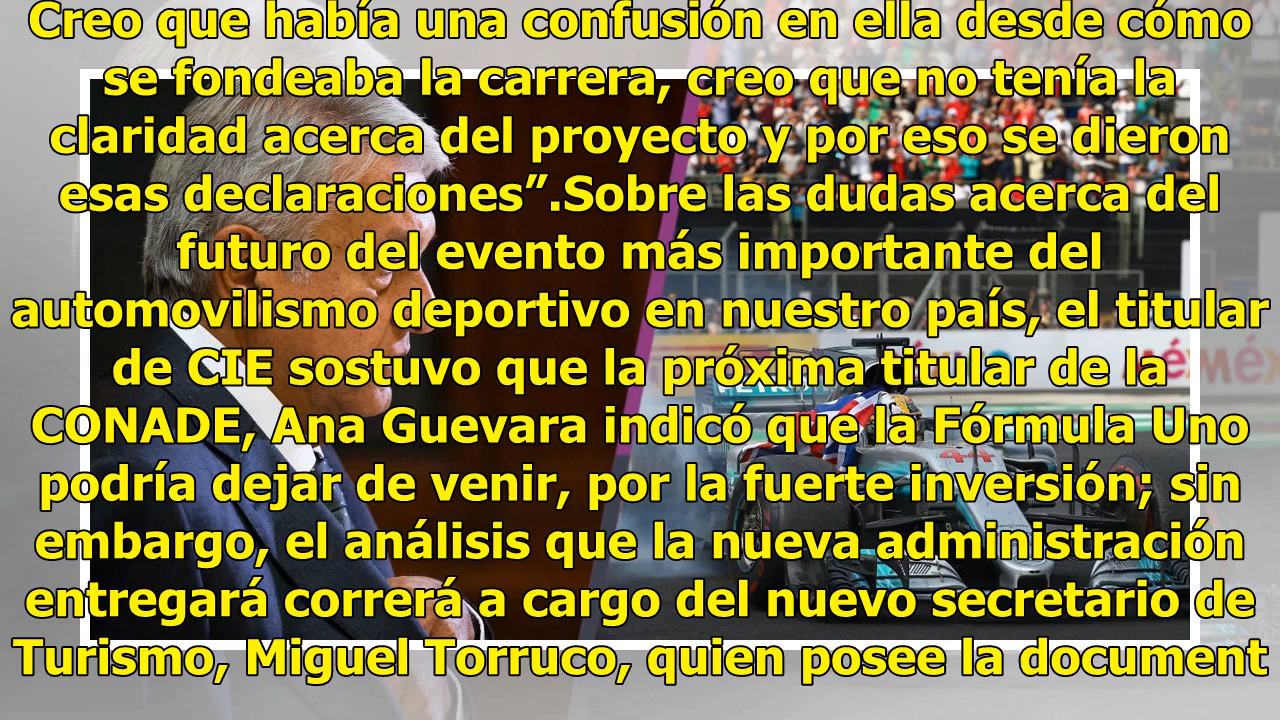 Creo que había una confusión en ella desde cómo
se fondeaba la carrera, creo que no tenía la
claridad acerca del proyecto y por eso se dieron
esas declaraciones”.Sobre las dudas acerca del
futuro del evento más importante del
automovilismo deportivo en nuestro país, el titular
de CIE sostuvo que la próxima titular de la
CONADE, Ana Guevara indicó que la Fórmula Uno
podría dejar de venir, por la fuerte inversión; sin
embargo, el análisis que la nueva administración
entregará correrá a cargo del nuevo secretario de
Turismo, Miguel Torruco, quien posee la document
44